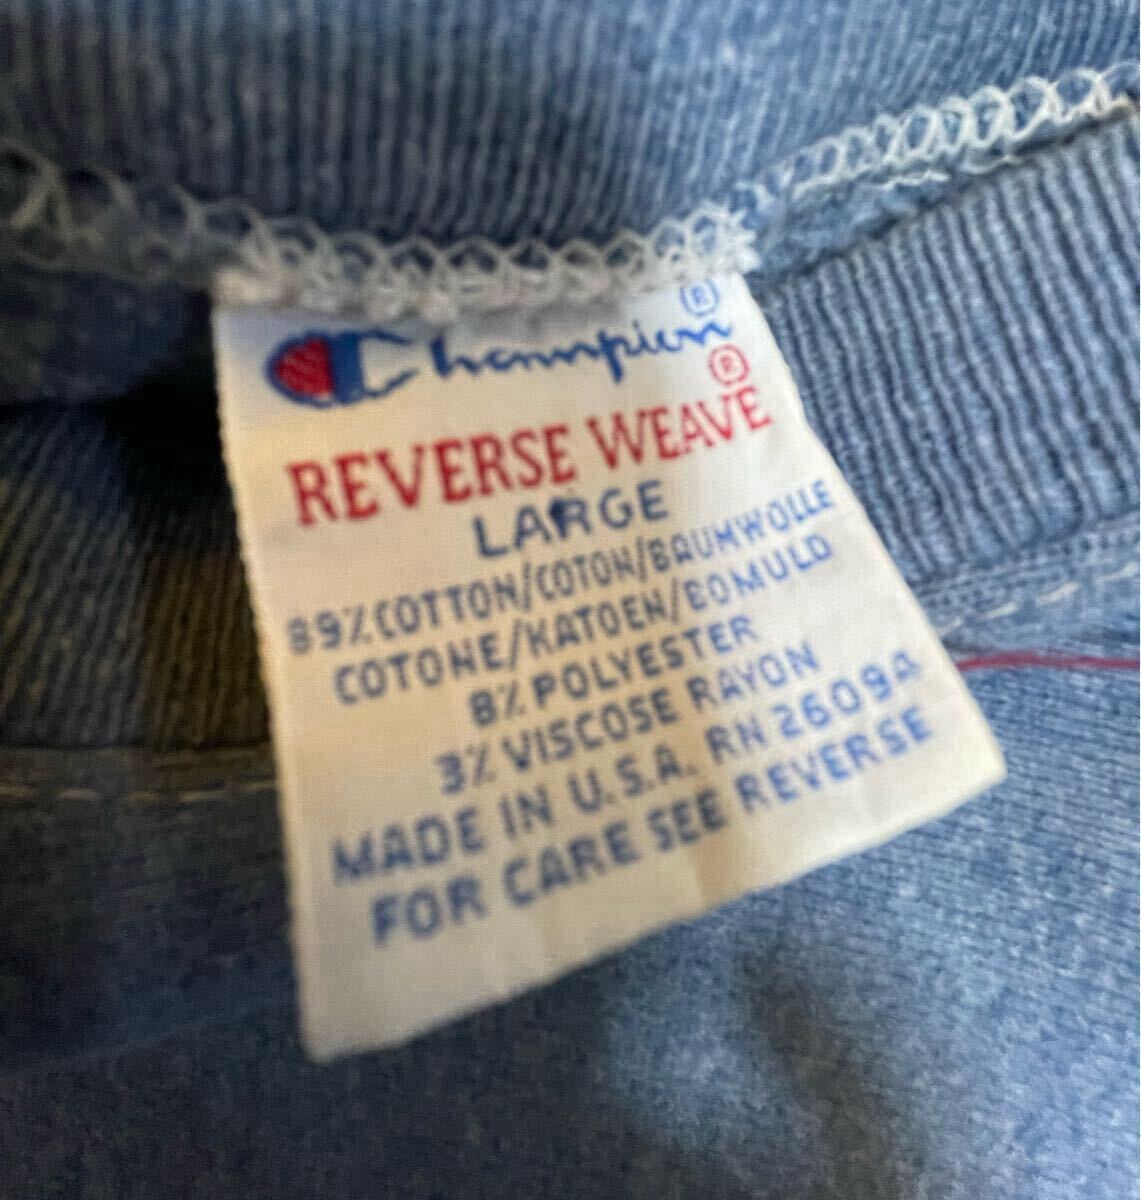 Champion®
REVERSE WEAVE®
LARGE
89% COTTON/COTON/BAUMWOLLE
COTONE/KATOEN/BOMULD
8% POLYESTER
3% VISCOSE RAYON
MADE IN U.S.A. RN 26094
FOR CARE SEE REVERSE